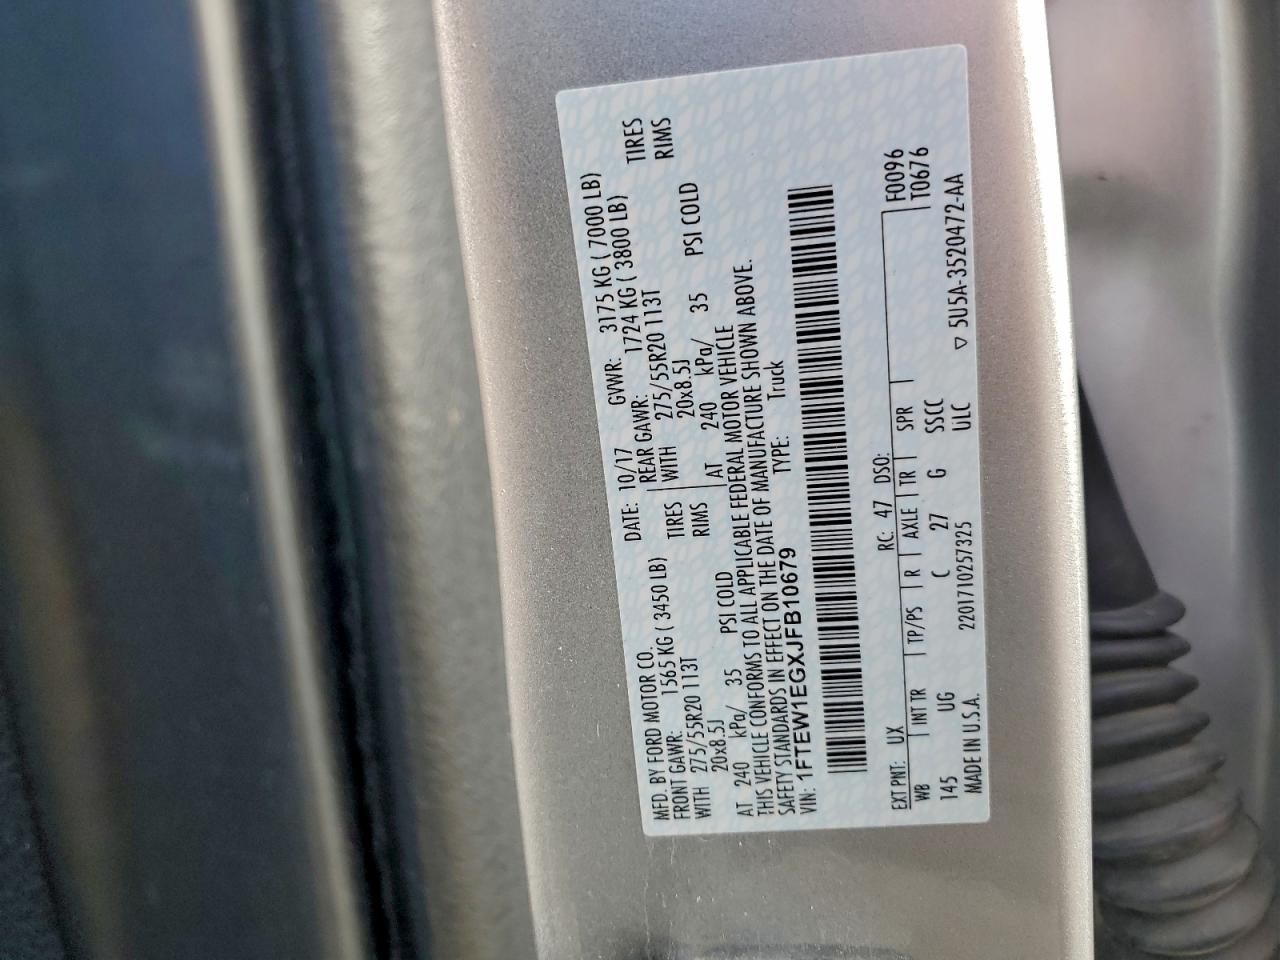 MFD. BY FORD MOTOR CO. DATE: 10/17 GVWR: 3175 KG ( 7000 LB)
FRONT GAWR: 1565 KG ( 3450 LB) REAR GAWR: 1724 KG ( 3800 LB)
WITH 275/55R20 113T TIRES WITH 275/55R20 113T TIRES
20x8.5J RIMS 20x8.5J RIMS
AT 240 kPa/ 35 PSI COLD AT 240 kPa/ 35 PSI COLD
THIS VEHICLE CONFORMS TO ALL APPLICABLE FEDERAL MOTOR VEHICLE
SAFETY STANDARDS IN EFFECT ON THE DATE OF MANUFACTURE SHOWN ABOVE.
VIN: 1FTEW1EGXJFB10679 TYPE: Truck
EXT PNT: UX RC: 47 DSO: F0096
WB INT TR TP/PS R AXLE TR SPR T0676
145 UG C 27 G SSCC
ULC
MADE IN U.S.A. 2201710257325 ▽ 5U5A-3520472-AA